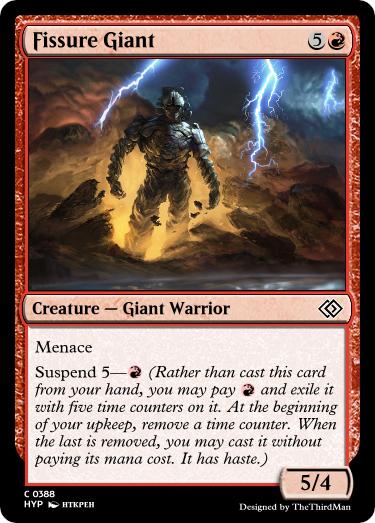 Fissure Giant 5
Creature — Giant Warrior
Menace
Suspend 5— (Rather than cast this card
from your hand, you may pay and exile it
with five time counters on it. At the beginning
of your upkeep, remove a time counter. When
the last is removed, you may cast it without
paying its mana cost. It has haste.)
5/4
C 0388
HYP HTKPEH
Designed by TheThirdMan